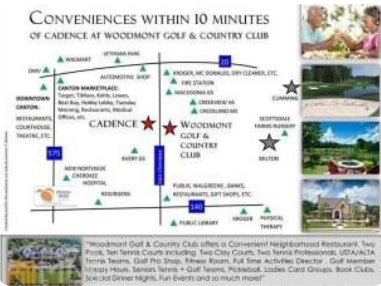 CONVENIENCES WITHIN 10 MINUTES
OF CADENCE AT WOODMONT GOLF & COUNTRY CLUB
VETERANS PARK
WALMART
20
DMV
AUTOMOTIVE SHOP
KROGER, MC DONALDS, DRY CLEANER, ETC.
FIRE STATION
CANTON MARKETPLACE:
Target, TJMaxx, Kohls, Lowes,
Best Buy, Hobby Lobby, Tuesday
Morning, Restaurants, Medical
Offices, etc.
MACEDONIA ES
CREEKVIEW HS
CREEKLAND MS
CUMMING
DOWNTOWN
CANTON:
RESTAURANTS,
COURTHOUSE,
THEATRE, ETC.
CADENCE
WOODMONT
GOLF &
COUNTRY
CLUB
SCOTTSDALE
FARMS NURSERY
575
AVERY ES
MILTON
NEW NORTHSIDE
CHEROKEE
HOSPITAL
PUBLIX, WALGREENS, BANKS,
RESTAURANTS, GIFT SHOPS, ETC.
RIVERGREEN
140
KROGER
PHYSICAL
THERAPY
PUBLIC LIBRARY
"Woodmont Golf & Country Club offers a Convenient Neighborhood Restaurant, Two
Pools, Ten Tennis Courts including Two Clay Courts, Two Tennis Professionals, USTA/ALTA
Tennis Teams, Golf Pro Shop, Fitness Room, Full Time Activities Director, Golf Member
Happy Hours, Seniors Tennis + Golf Teams, Pickleball, Ladies Card Groups, Book Clubs,
Special Dinner Nights, Fun Events and so much more!"